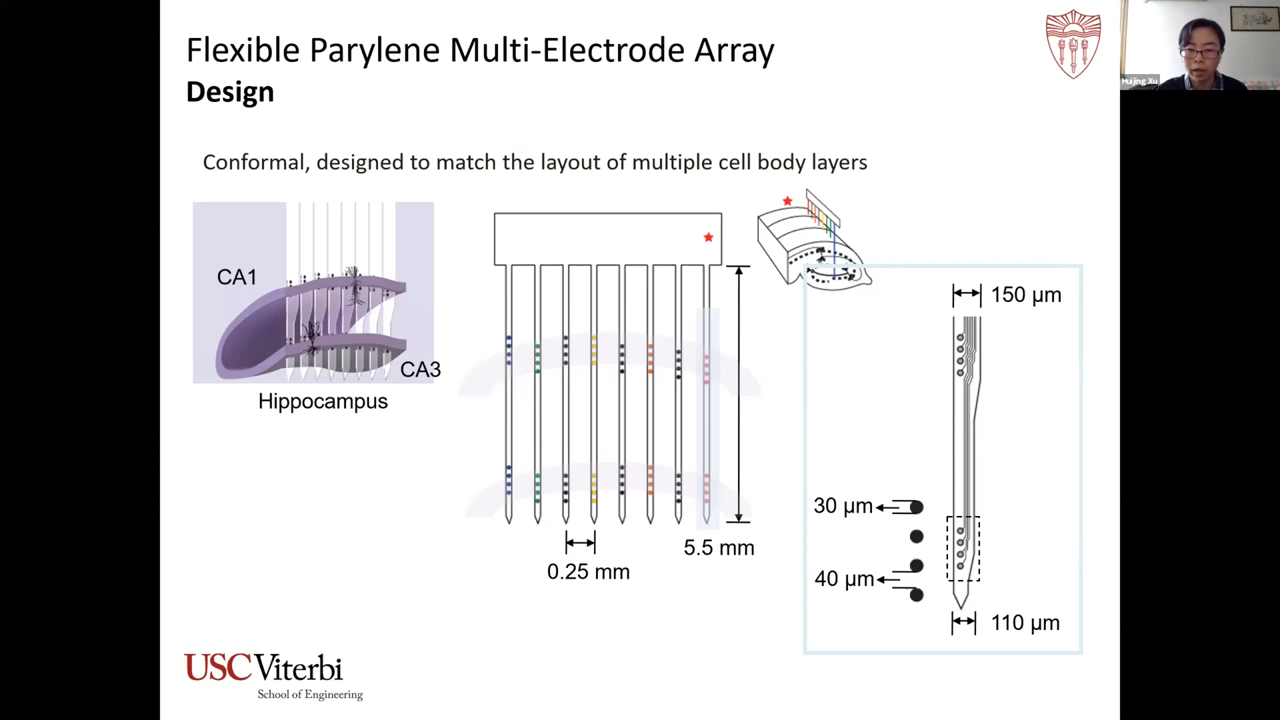 Flexible Parylene Multi-Electrode Array
Design
Huijing Xu
Conformal, designed to match the layout of multiple cell body layers
CA1
CA3
Hippocampus
0.25 mm
5.5 mm
150 µm
30 µm
40 µm
110 µm
USC Viterbi
School of Engineering